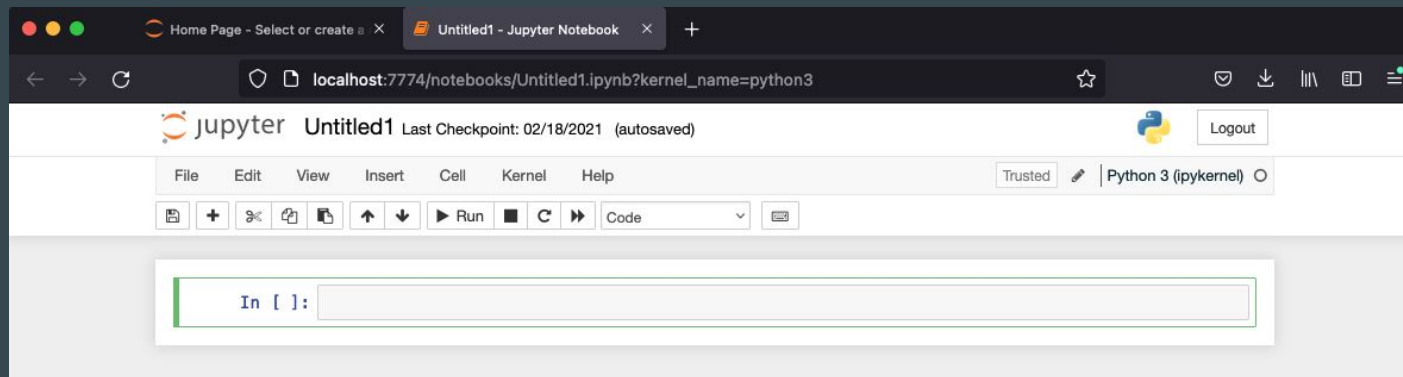 Home Page - Select or create a
Untitled1 - Jupyter Notebook
localhost:7774/notebooks/Untitled1.ipynb?kernel_name=python3
jupyter Untitled1 Last Checkpoint: 02/18/2021 (autosaved)
Logout
File Edit View Insert Cell Kernel Help
Trusted Python 3 (ipykernel)
Run Code
In [ ]: